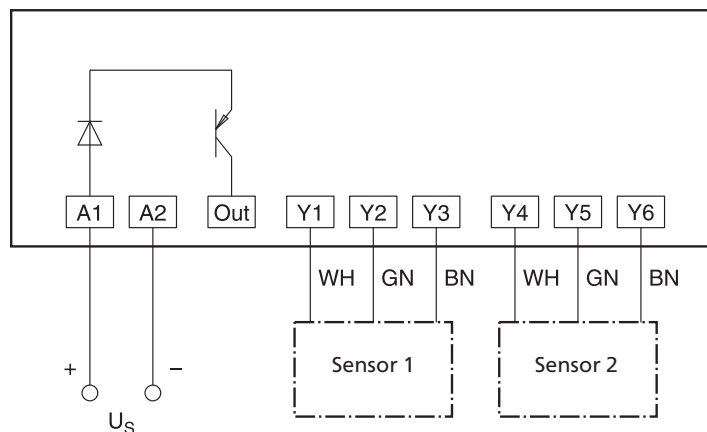 A1 A2 Out Y1 Y2 Y3 Y4 Y5 Y6
WH GN BN WH GN BN
Sensor 1 Sensor 2
+ −
U_S